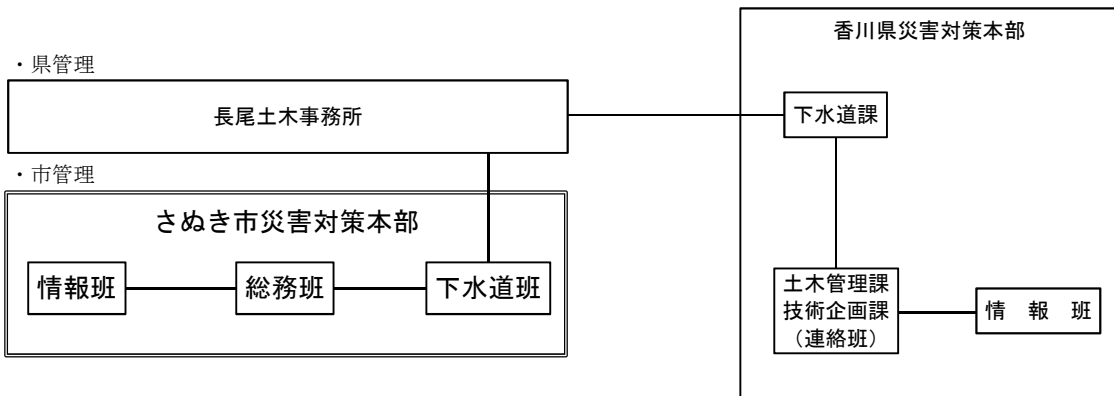 香川県災害対策本部
・県管理
長尾土木事務所
下水道課
・市管理
さぬき市災害対策本部
情報班
総務班
下水道班
土木管理課
技術企画課
（連絡班）
情　報　班